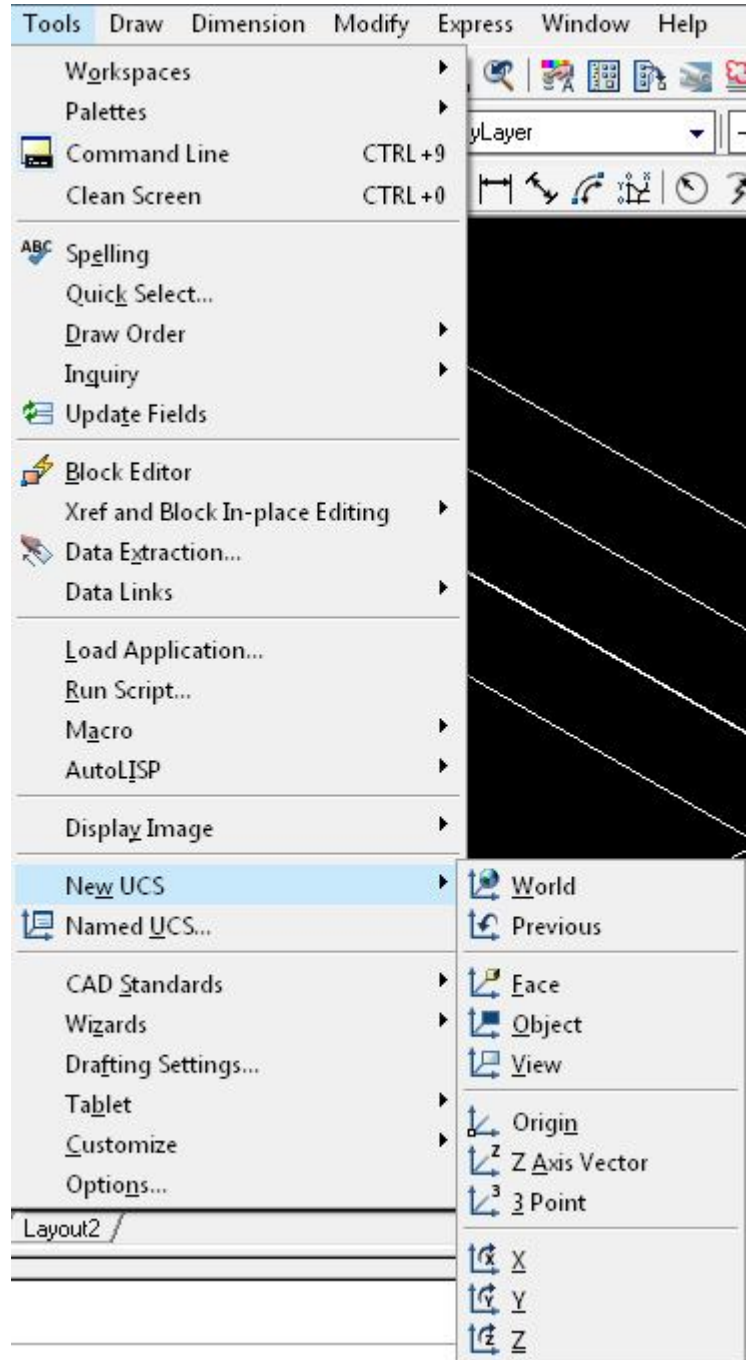 Tools Draw Dimension Modify Express Window Help
Workspaces
Palettes
yLayer
Command Line CTRL+9
Clean Screen CTRL+0
ABC Spelling
Quick Select...
Draw Order
Inquiry
Update Fields
Block Editor
Xref and Block In-place Editing
Data Extraction...
Data Links
Load Application...
Run Script...
Macro
AutoLISP
Display Image
New UCS
Named UCS...
CAD Standards
Wizards
Drafting Settings...
Tablet
Customize
Options...
Layout2
World
Previous
Face
Object
View
Origin
Z Axis Vector
3 Point
X
Y
Z